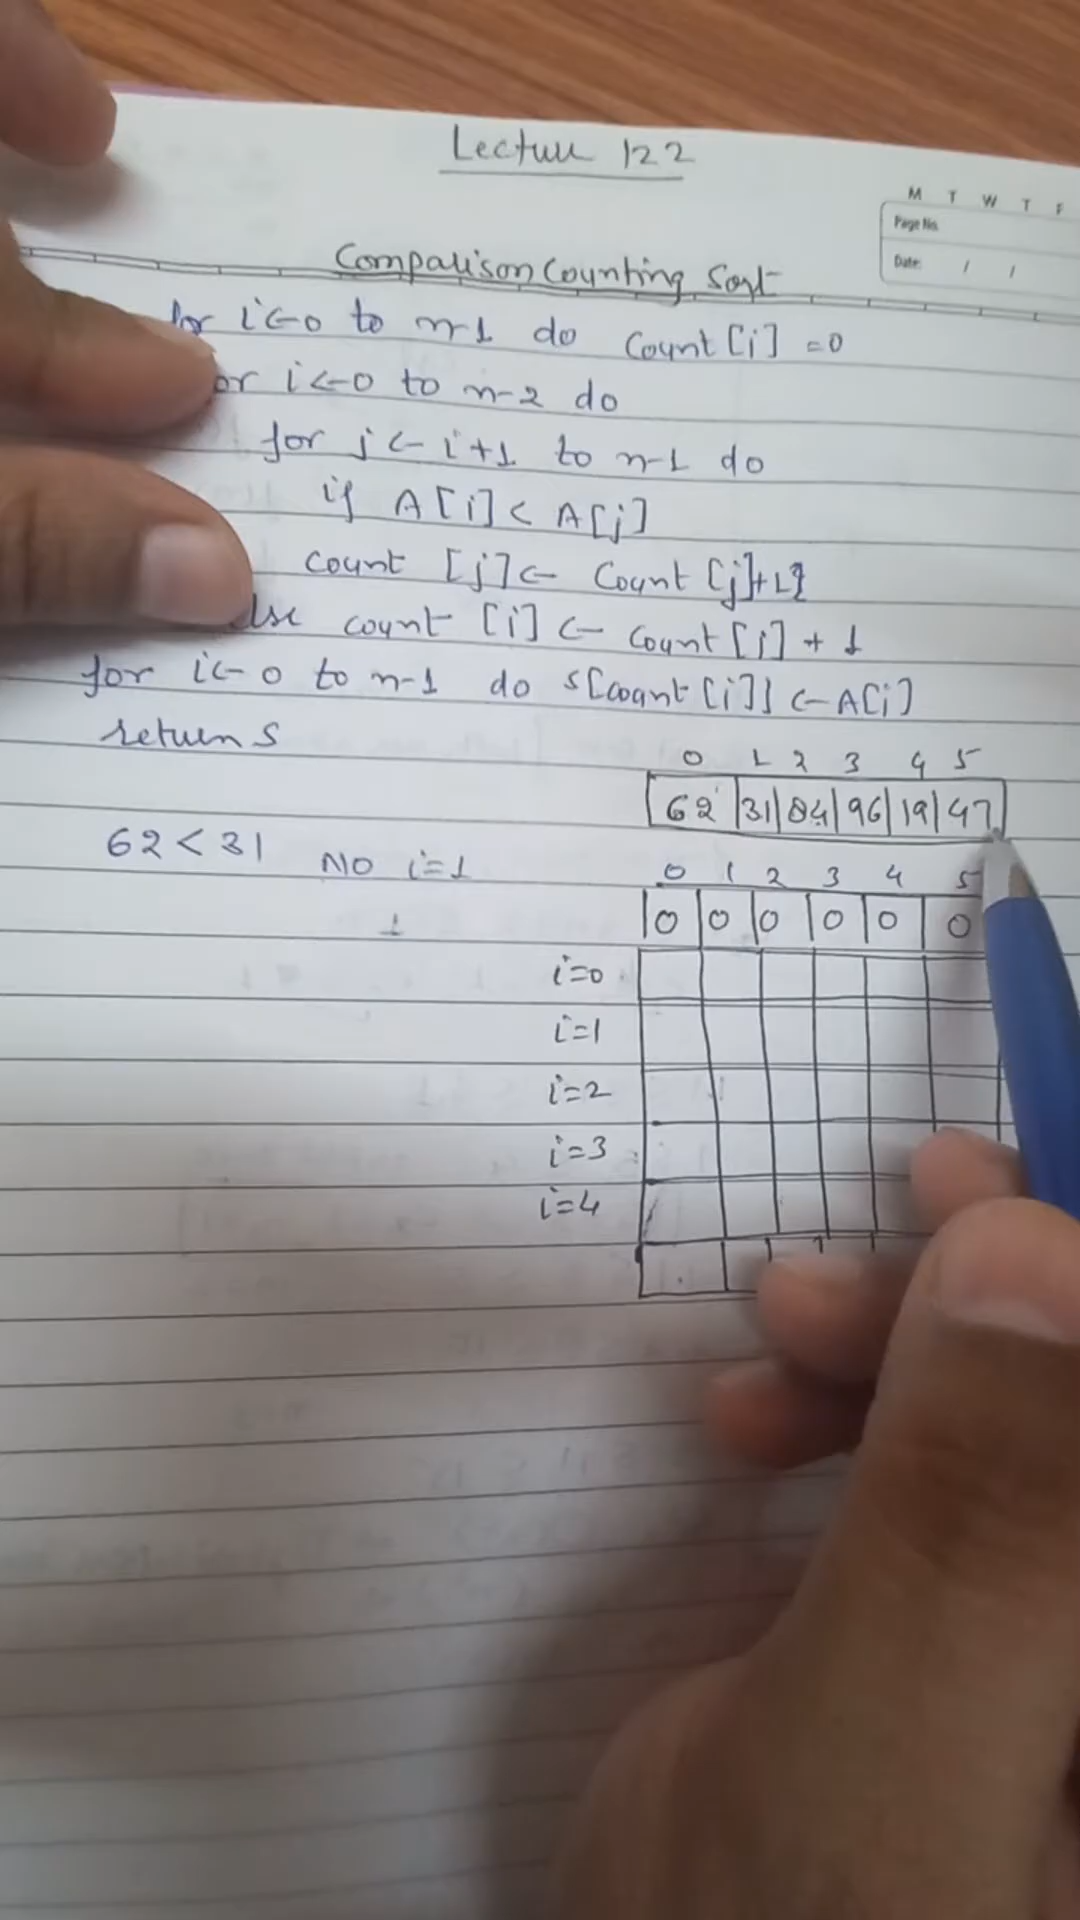 Lecture 122
M T W T F
Page No.
Date: / /
Comparison Counting Sort
for i<-0 to n-1 do Count[i] =0
or i<-0 to n-2 do
for j<-i+1 to n-1 do
if A[i] < A[j]
count [j]<- Count [j]+1}
else count [i] <- count[i] + 1
for i<-0 to n-1 do S[count[i]] <-A[i]
return S
0 1 2 3 4 5
62 31 84 96 19 47
62 < 31 NO i=1
1
0 1 2 3 4 5
0 0 0 0 0 0
i=0
i=1
i=2
i=3
i=4